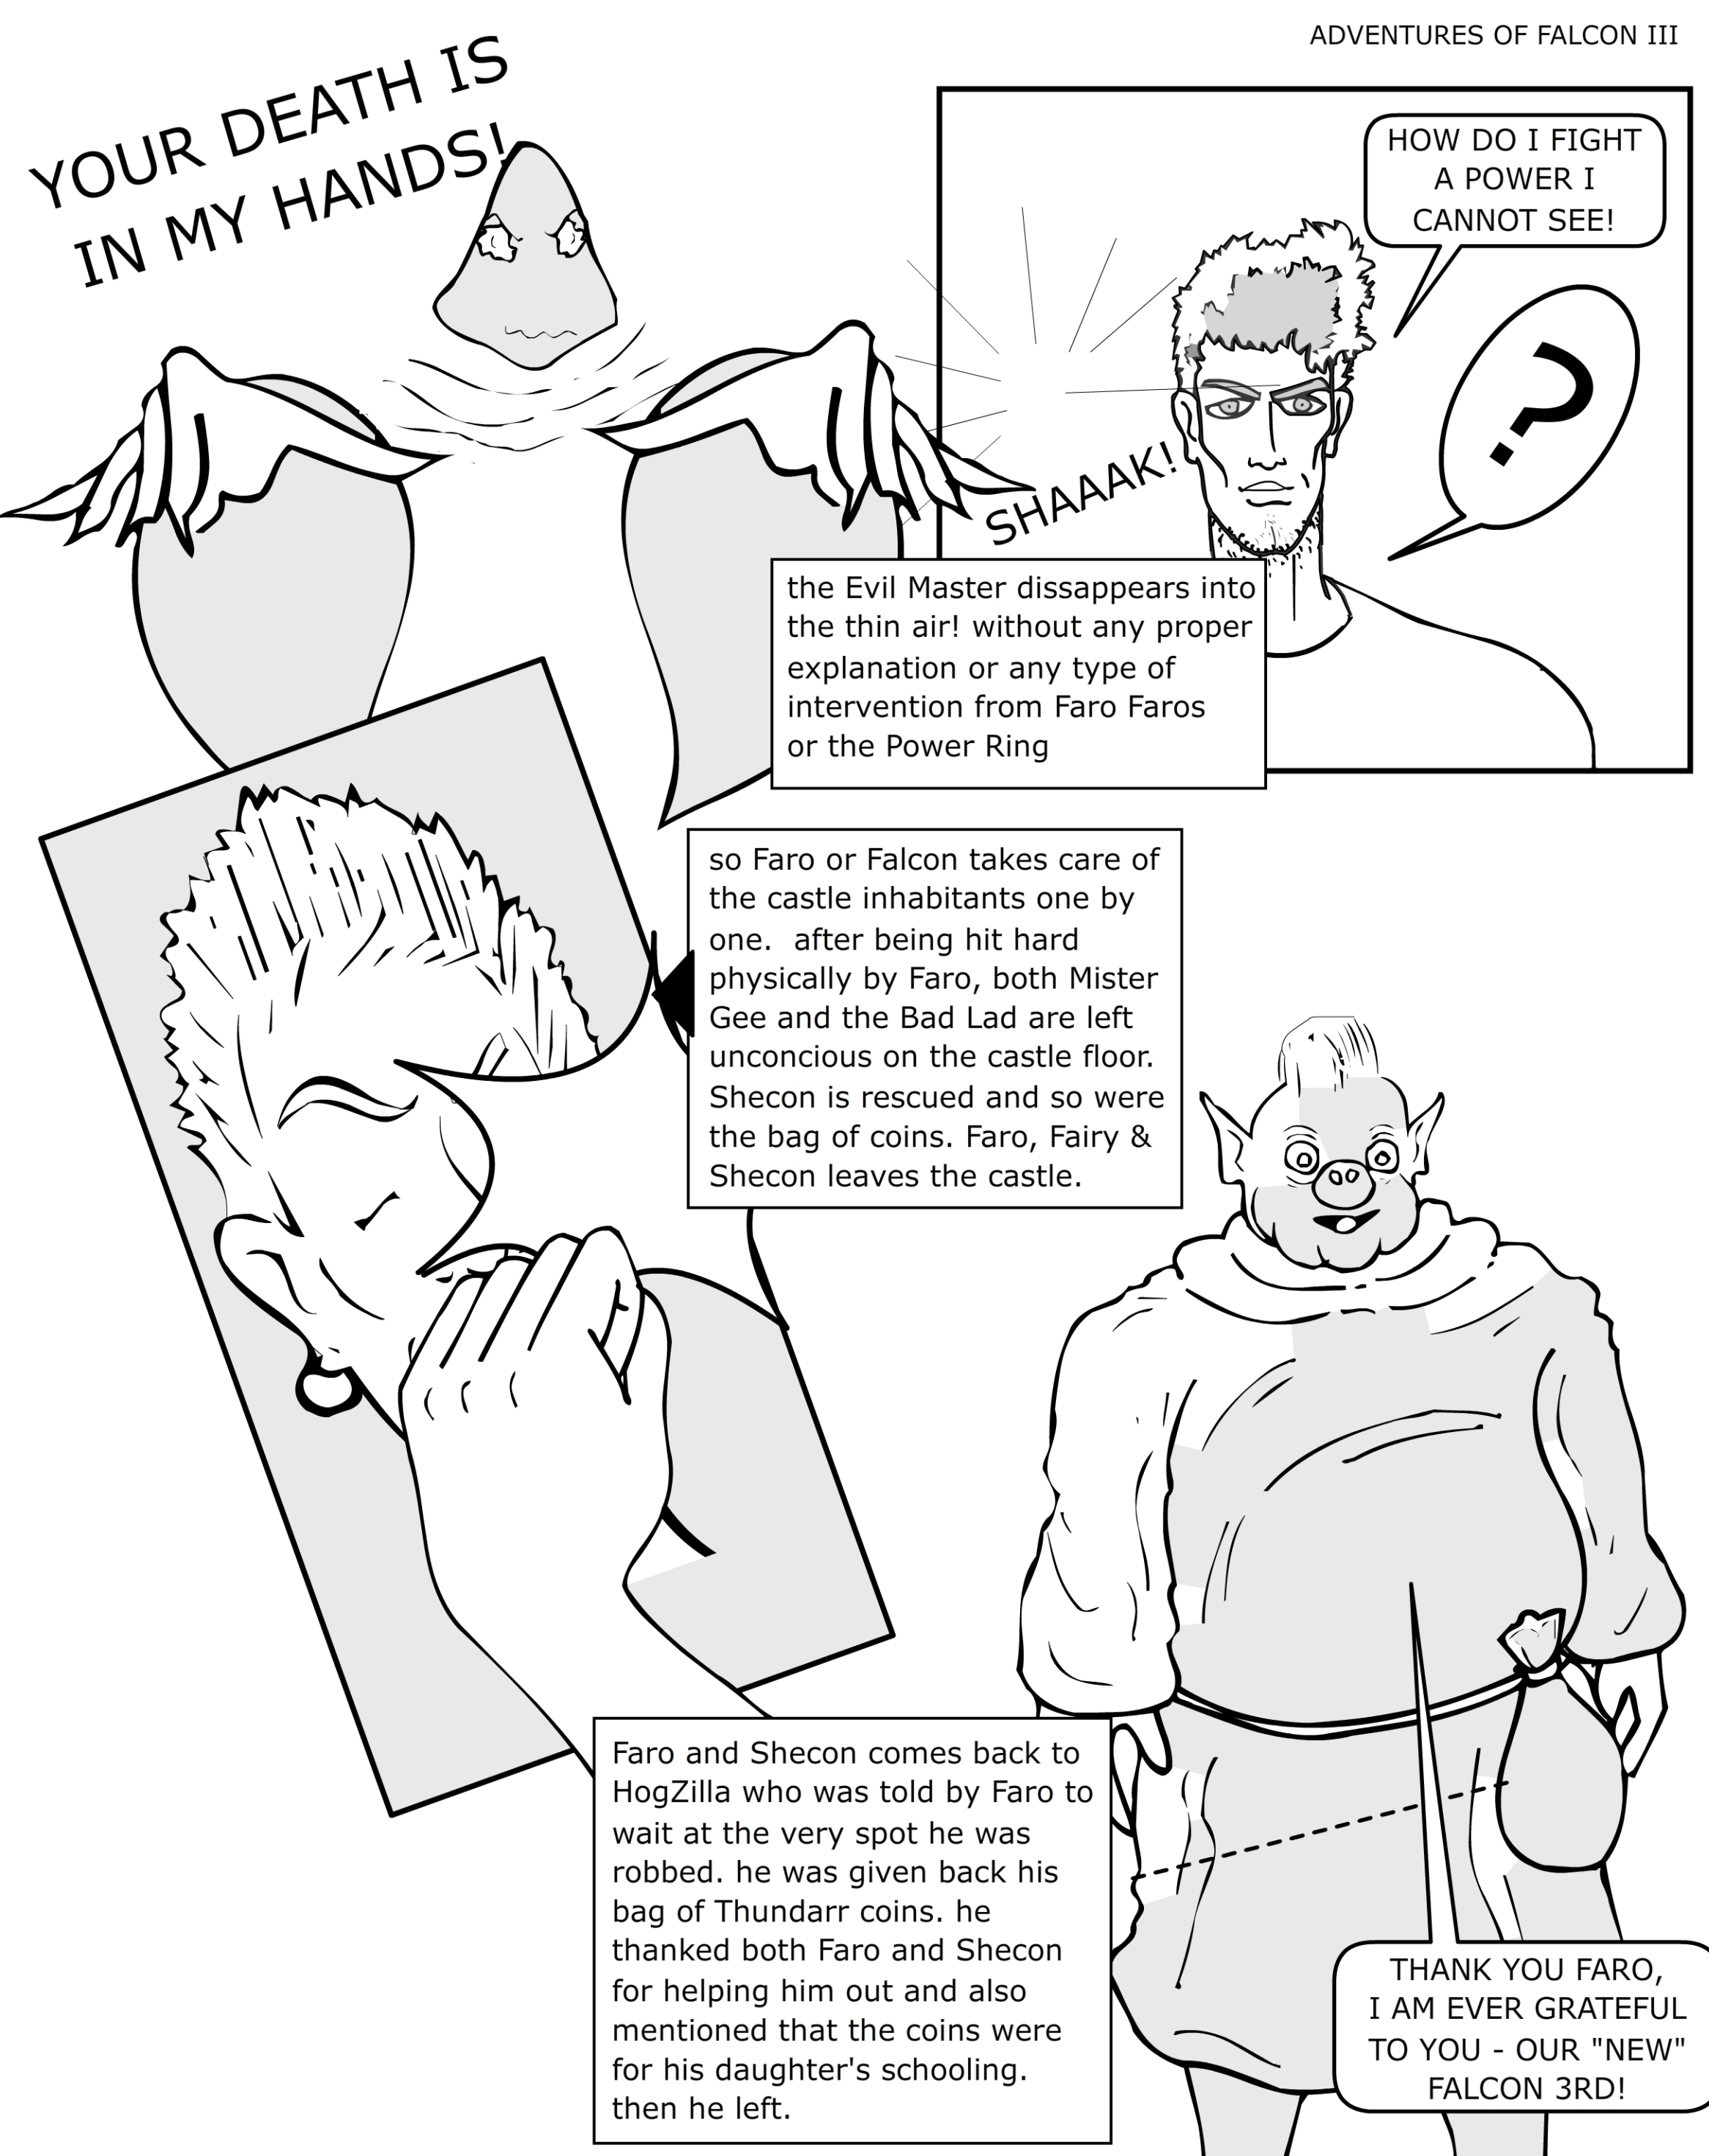 ADVENTURES OF FALCON III
YOUR DEATH IS
IN MY HANDS!
HOW DO I FIGHT
A POWER I
CANNOT SEE!
?
SHAAAK!
the Evil Master dissappears into
the thin air! without any proper
explanation or any type of
intervention from Faro Faros
or the Power Ring
so Faro or Falcon takes care of
the castle inhabitants one by
one.  after being hit hard
physically by Faro, both Mister
Gee and the Bad Lad are left
unconcious on the castle floor.
Shecon is rescued and so were
the bag of coins. Faro, Fairy &
Shecon leaves the castle.
Faro and Shecon comes back to
HogZilla who was told by Faro to
wait at the very spot he was
robbed. he was given back his
bag of Thundarr coins. he
thanked both Faro and Shecon
for helping him out and also
mentioned that the coins were
for his daughter's schooling.
then he left.
THANK YOU FARO,
I AM EVER GRATEFUL
TO YOU - OUR "NEW"
FALCON 3RD!